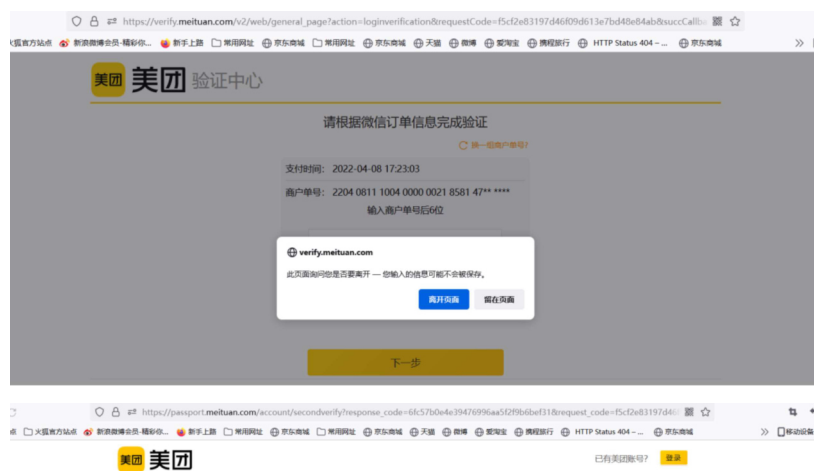 https://verify.meituan.com/v2/web/general_page?action=loginverification&requestCode=f5cf2e83197d46f09d613e7bd48e84ab&succCallba
火狐官方站点 新浪微博会员-精彩你... 新手上路 常用网址 京东商城 常用网址 京东商城 天猫 微博 爱淘宝 携程旅行 HTTP Status 404 – ... 京东商城 »
美团 美团 验证中心
请根据微信订单信息完成验证
换一组商户单号?
支付时间: 2022-04-08 17:23:03
商户单号: 2204 0811 1004 0000 0021 8581 47** ****
输入商户单号后6位
verify.meituan.com
此页面询问您是否要离开 — 您输入的信息可能不会被保存。
离开页面 留在页面
下一步
https://passport.meituan.com/account/secondverify?response_code=6fc57b0e4e39476996aa5f2f9b6bef31&request_code=f5cf2e83197d46
点 火狐官方站点 新浪微博会员-精彩你... 新手上路 常用网址 京东商城 常用网址 京东商城 天猫 微博 爱淘宝 携程旅行 HTTP Status 404 – ... 京东商城 » 移动设备
美团 美团 已有美团账号? 登录